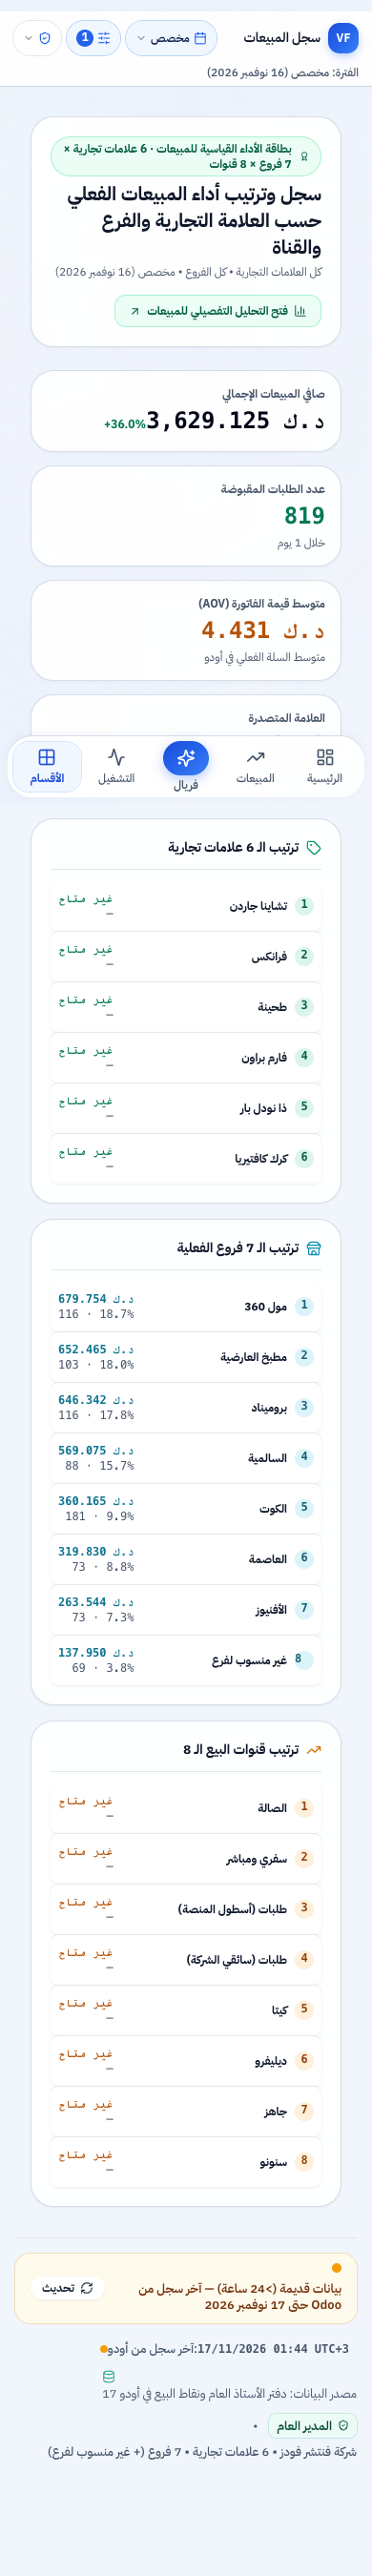 VF
سجل المبيعات
مخصص
1
الفترة: مخصص (16 نوفمبر 2026)
بطاقة الأداء القياسية للمبيعات · 6 علامات تجارية ×
7 فروع × 8 قنوات
سجل وترتيب أداء المبيعات الفعلي
حسب العلامة التجارية والفرع
والقناة
كل العلامات التجارية • كل الفروع • مخصص (16 نوفمبر 2026)
فتح التحليل التفصيلي للمبيعات
صافي المبيعات الإجمالي
د.ك 3,629.125 +36.0%
عدد الطلبات المقبوضة
819
خلال 1 يوم
متوسط قيمة الفاتورة (AOV)
د.ك 4.431
متوسط السلة الفعلي في أودو
العلامة المتصدرة
الرئيسية
المبيعات
فريال
التشغيل
الأقسام
ترتيب الـ 6 علامات تجارية
1 تشاينا جاردن غير متاح
—
2 فرانكس غير متاح
—
3 طحينة غير متاح
—
4 فارم براون غير متاح
—
5 ذا نودل بار غير متاح
—
6 كرك كافتيريا غير متاح
—
ترتيب الـ 7 فروع الفعلية
1 مول 360 د.ك 679.754
116 · 18.7%
2 مطبخ العارضية د.ك 652.465
103 · 18.0%
3 بروميناد د.ك 646.342
116 · 17.8%
4 السالمية د.ك 569.075
88 · 15.7%
5 الكوت د.ك 360.165
181 · 9.9%
6 العاصمة د.ك 319.830
73 · 8.8%
7 الأفنيوز د.ك 263.544
73 · 7.3%
8 غير منسوب لفرع د.ك 137.950
69 · 3.8%
ترتيب قنوات البيع الـ 8
1 الصالة غير متاح
—
2 سفري ومباشر غير متاح
—
3 طلبات (أسطول المنصة) غير متاح
—
4 طلبات (سائقي الشركة) غير متاح
—
5 كيتا غير متاح
—
6 ديليفرو غير متاح
—
7 جاهز غير متاح
—
8 سنونو غير متاح
—
بيانات قديمة (>24 ساعة) — آخر سجل من
Odoo حتى 17 نوفمبر 2026
تحديث
آخر سجل من أودو: 17/11/2026 01:44 UTC+3
مصدر البيانات: دفتر الأستاذ العام ونقاط البيع في أودو 17
المدير العام •
شركة فنتشر فودز • 6 علامات تجارية • 7 فروع (+ غير منسوب لفرع)